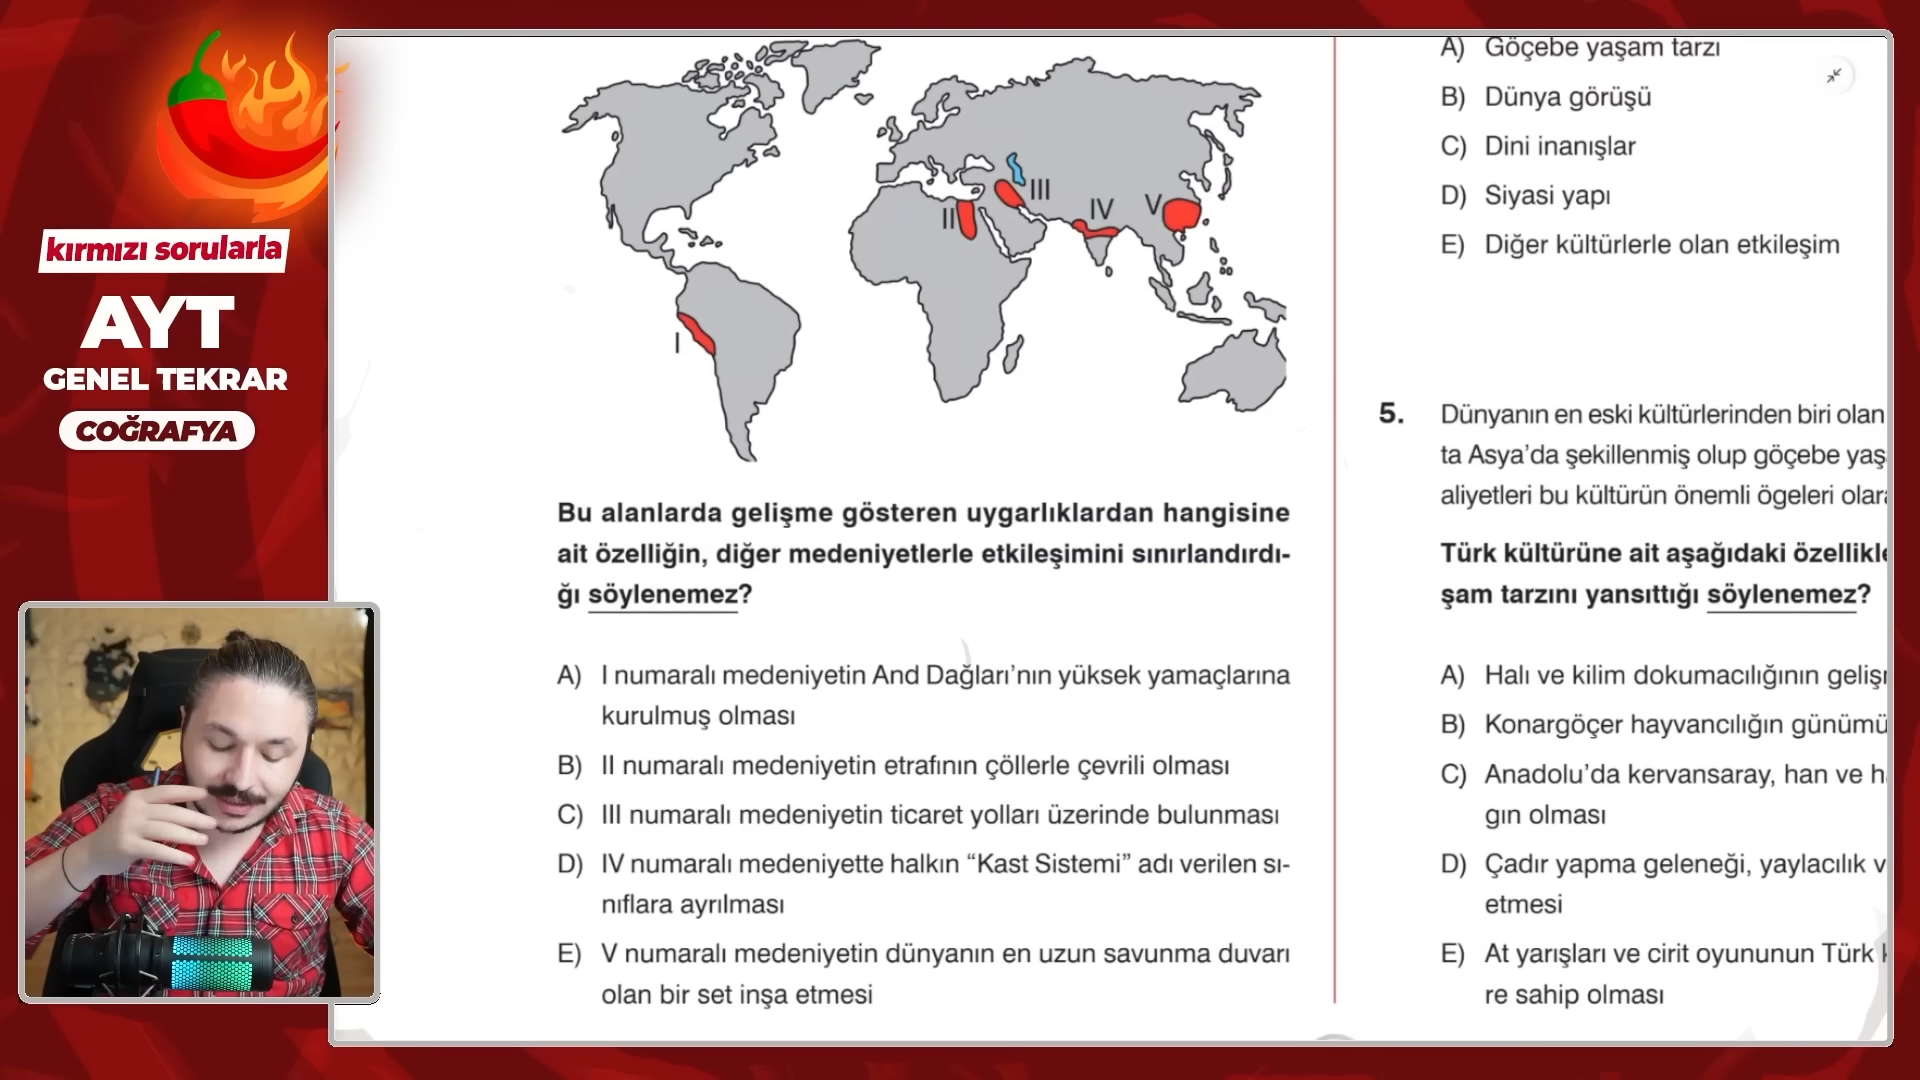 kırmızı sorularla
AYT
GENEL TEKRAR
COĞRAFYA
I
II
III
IV
V
Bu alanlarda gelişme gösteren uygarlıklardan hangisine
ait özelliğin, diğer medeniyetlerle etkileşimini sınırlandırdı-
ğı söylenemez?
A) I numaralı medeniyetin And Dağları’nın yüksek yamaçlarına
kurulmuş olması
B) II numaralı medeniyetin etrafının çöllerle çevrili olması
C) III numaralı medeniyetin ticaret yolları üzerinde bulunması
D) IV numaralı medeniyette halkın “Kast Sistemi” adı verilen sı-
nıflara ayrılması
E) V numaralı medeniyetin dünyanın en uzun savunma duvarı
olan bir set inşa etmesi
A) Göçebe yaşam tarzı
B) Dünya görüşü
C) Dini inanışlar
D) Siyasi yapı
E) Diğer kültürlerle olan etkileşim
5. Dünyanın en eski kültürlerinden biri olan
ta Asya’da şekillenmiş olup göçebe yaş
aliyetleri bu kültürün önemli ögeleri olar
Türk kültürüne ait aşağıdaki özellikle
şam tarzını yansıttığı söylenemez?
A) Halı ve kilim dokumacılığının geliş
B) Konargöçer hayvancılığın günümü
C) Anadolu’da kervansaray, han ve h
gın olması
D) Çadır yapma geleneği, yaylacılık v
etmesi
E) At yarışları ve cirit oyununun Türk
re sahip olması